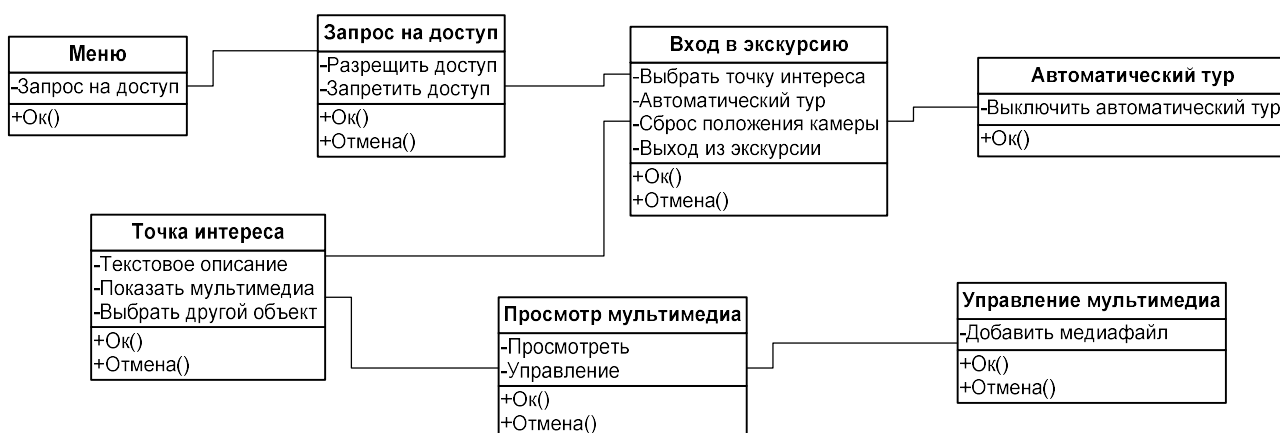 Меню
-Запрос на доступ
+Ок()
Запрос на доступ
-Разрещить доступ
-Запретить доступ
+Ок()
+Отмена()
Вход в экскурсию
-Выбрать точку интереса
-Автоматический тур
-Сброс положения камеры
-Выход из экскурсии
+Ок()
+Отмена()
Автоматический тур
-Выключить автоматический тур
+Ок()
Точка интереса
-Текстовое описание
-Показать мультимедиа
-Выбрать другой объект
+Ок()
+Отмена()
Просмотр мультимедиа
-Просмотреть
-Управление
+Ок()
+Отмена()
Управление мультимедиа
-Добавить медиафайл
+Ок()
+Отмена()